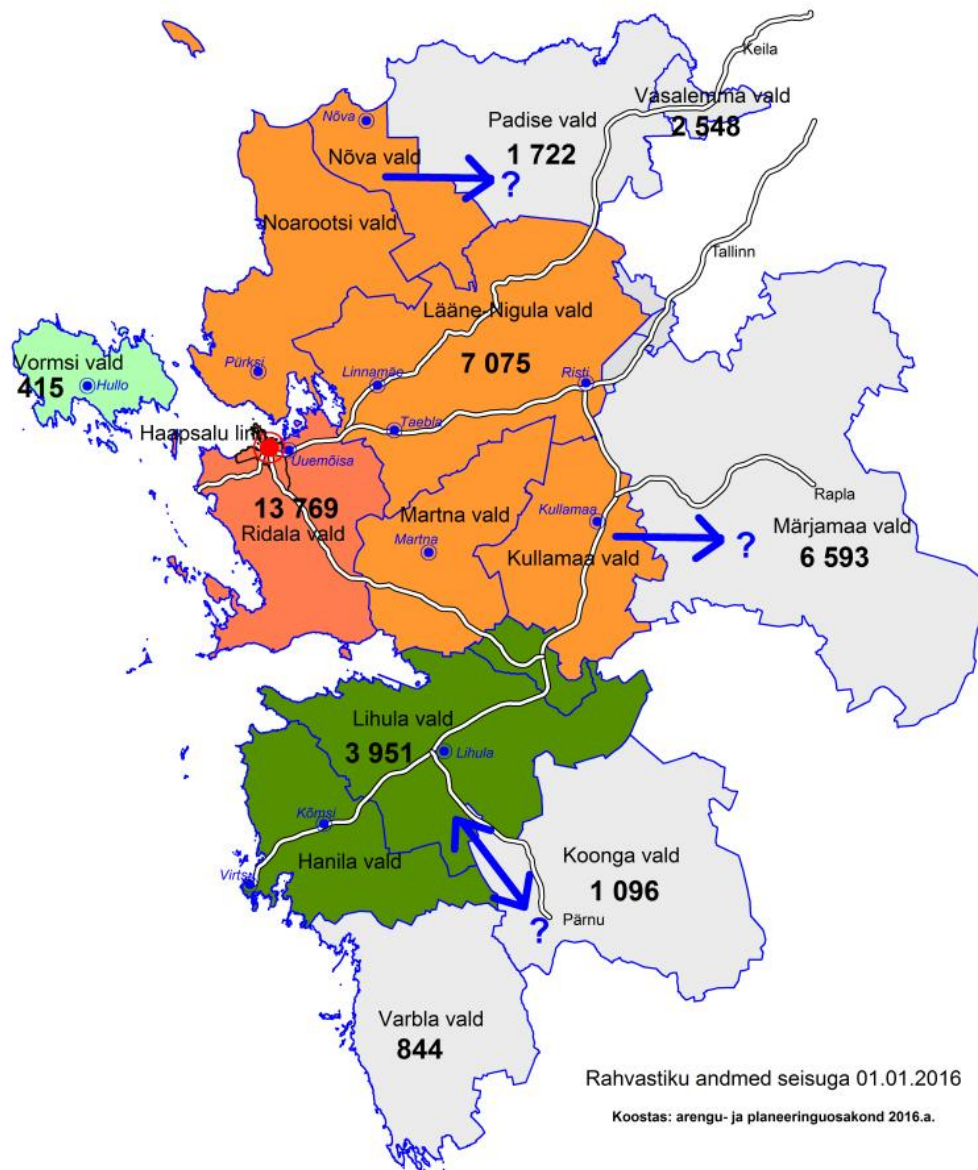 Keila
Vasalemma vald
2 548
Padise vald
1 722
Nõva
Nõva vald
?
Noarootsi vald
Tallinn
Lääne-Nigula vald
7 075
Vormsi vald
415
Hullo
Pürksi
Linnamäe
Risti
Taebla
Haapsalu linn
Uuemõisa
13 769
Ridala vald
Martna vald
Martna
Kullamaa
Kullamaa vald
Rapla
Märjamaa vald
?
6 593
Lihula vald
3 951
Lihula
Kõmsi
Hanila vald
Virtsu
Koonga vald
1 096
Pärnu
?
Varbla vald
844
Rahvastiku andmed seisuga 01.01.2016
Koostas: arengu- ja planeeringuosakond 2016.a.